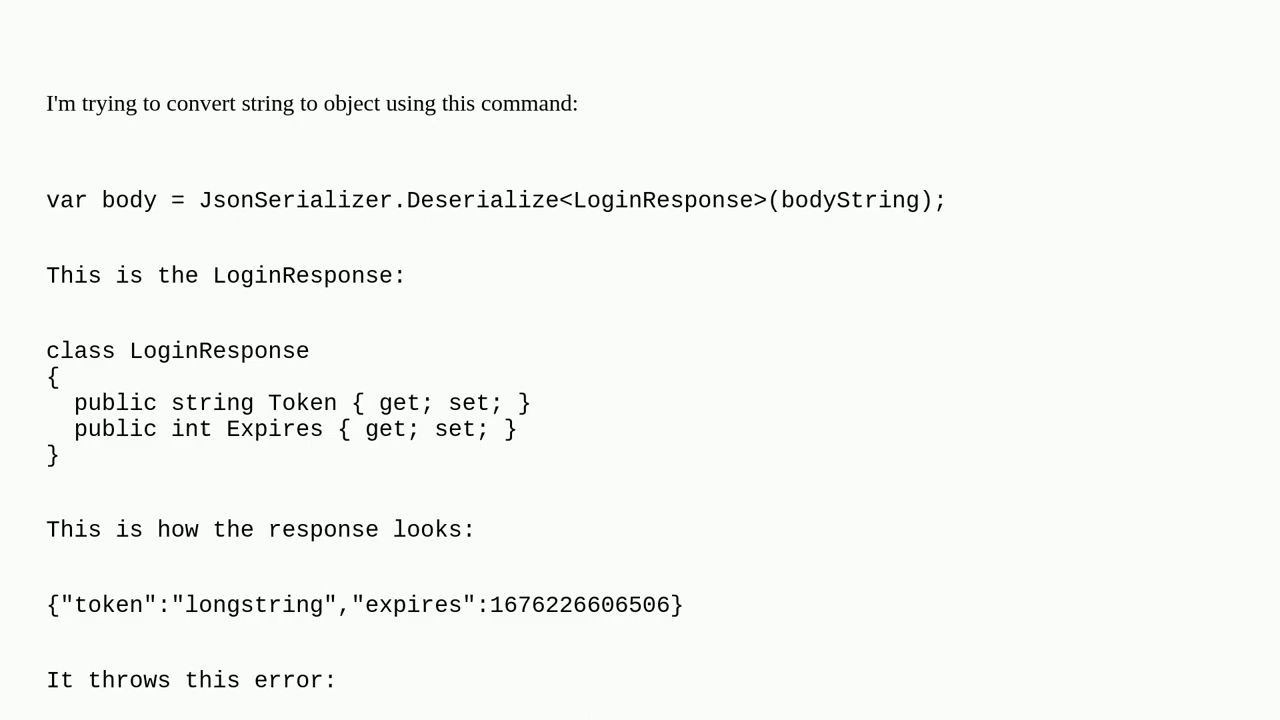 I'm trying to convert string to object using this command:
var body = JsonSerializer.Deserialize<LoginResponse>(bodyString);
This is the LoginResponse:
class LoginResponse
{
  public string Token { get; set; }
  public int Expires { get; set; }
}
This is how the response looks:
{"token":"longstring","expires":1676226606506}
It throws this error: